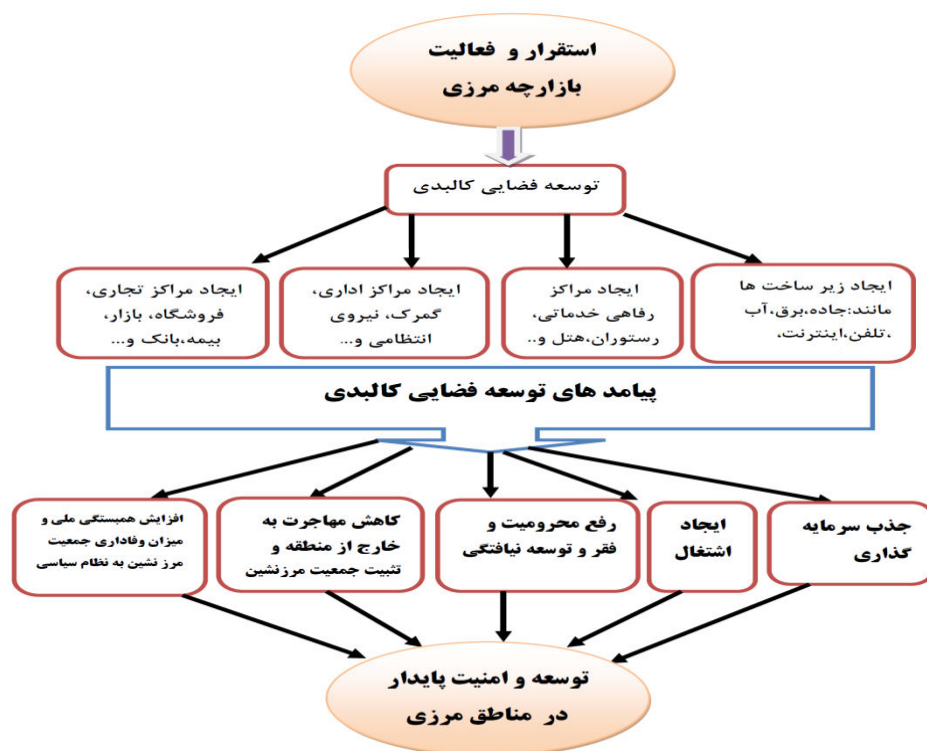 استقرار و فعالیت
بازارچه مرزی
توسعه فضایی کالبدی
ایجاد زیر ساخت ها
مانند:جاده،برق،آب
،تلفن،اینترنت،
ایجاد مراکز
رفاهی خدماتی،
رستوران،هتل و..
ایجاد مراکز اداری،
گمرک، نیروی
انتظامی و...
ایجاد مراکز تجاری،
فروشگاه، بازار،
بیمه،بانک و...
پیامد های توسعه فضایی کالبدی
جذب سرمایه
گذاری
ایجاد
اشتغال
رفع محرومیت و
فقر و توسعه نیافتگی
کاهش مهاجرت به
خارج از منطقه و
تثبیت جمعیت مرزنشین
افزایش همبستگی ملی و
میزان وفاداری جمعیت
مرز نشین به نظام سیاسی
توسعه و امنیت پایدار
در مناطق مرزی